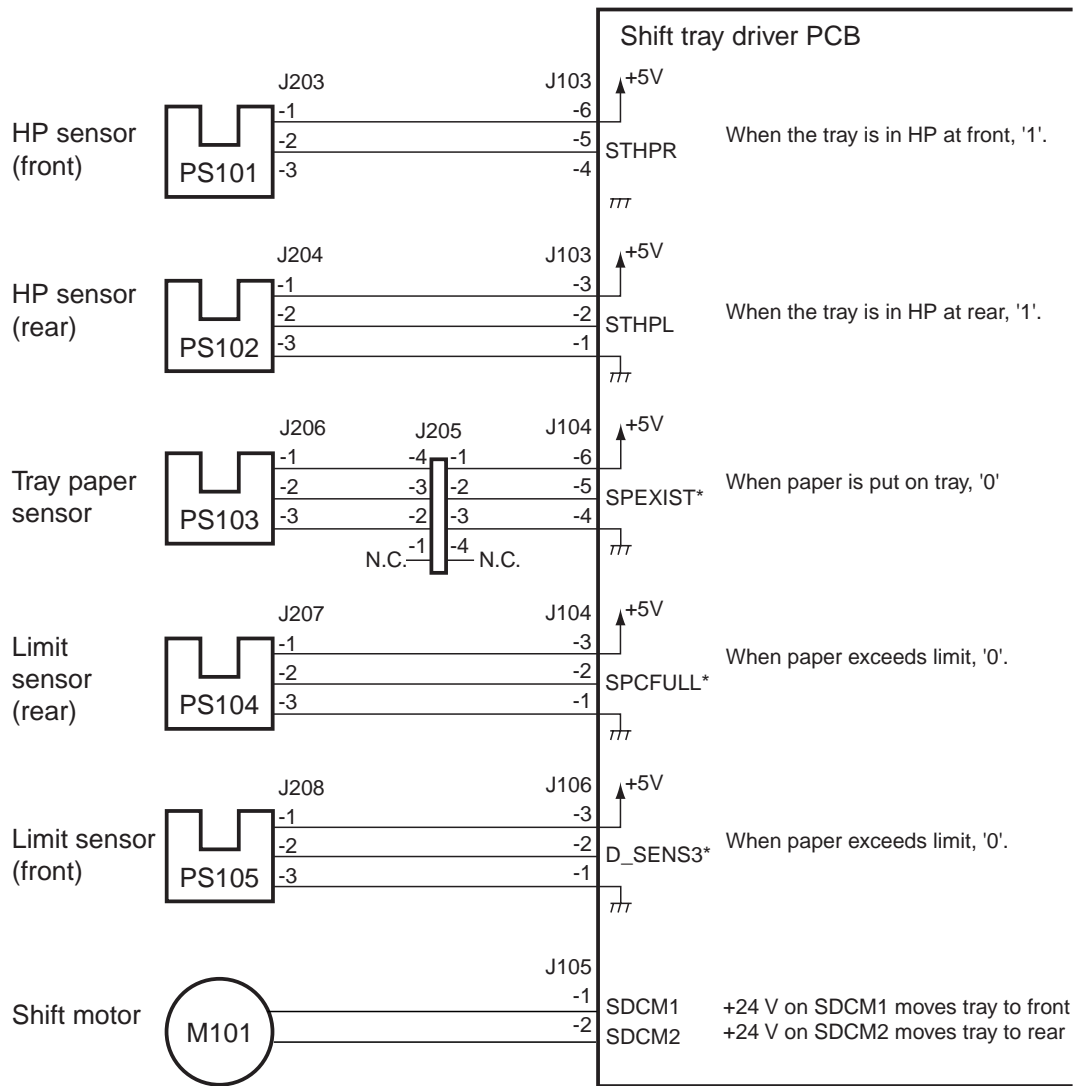 Shift tray driver PCB
J203
J103
+5V
HP sensor
(front)
PS101
-1
-2
-3
-6
-5
-4
STHPR
When the tray is in HP at front, '1'.
J204
J103
+5V
HP sensor
(rear)
PS102
-1
-2
-3
-3
-2
-1
STHPL
When the tray is in HP at rear, '1'.
J206
J205
J104
+5V
Tray paper
sensor
PS103
-1
-2
-3
-4
-3
-2
-1
N.C.
-1
-2
-3
-4
N.C.
-6
-5
-4
SPEXIST*
When paper is put on tray, '0'
J207
J104
+5V
Limit
sensor
(rear)
PS104
-1
-2
-3
-3
-2
-1
SPCFULL*
When paper exceeds limit, '0'.
J208
J106
+5V
Limit sensor
(front)
PS105
-1
-2
-3
-3
-2
-1
D_SENS3*
When paper exceeds limit, '0'.
J105
Shift motor
M101
-1
-2
SDCM1
+24 V on SDCM1 moves tray to front
SDCM2
+24 V on SDCM2 moves tray to rear